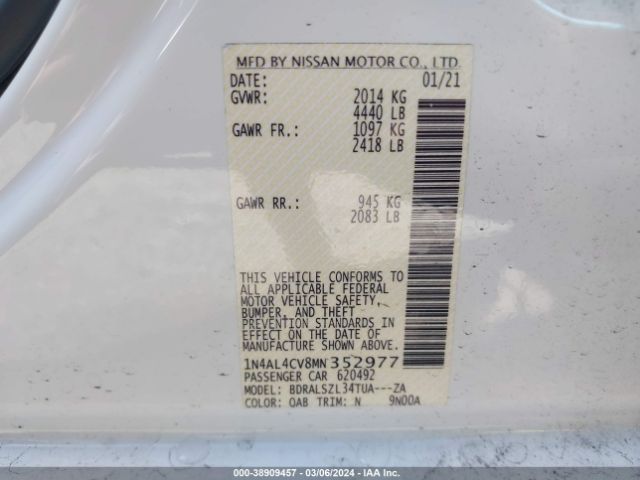 MFD BY NISSAN MOTOR CO., LTD.
DATE: 01/21
GVWR: 2014 KG
4440 LB
GAWR FR.: 1097 KG
2418 LB
GAWR RR.: 945 KG
2083 LB
THIS VEHICLE CONFORMS TO
ALL APPLICABLE FEDERAL
MOTOR VEHICLE SAFETY,
BUMPER, AND THEFT
PREVENTION STANDARDS IN
EFFECT ON THE DATE OF
MANUFACTURE SHOWN ABOVE.
1N4AL4CV8MN352977
PASSENGER CAR 620492
MODEL: BDRALSZL34TUA---ZA
COLOR: QAB TRIM: N 9N00A
000-38909457 - 03/06/2024 - IAAI.com